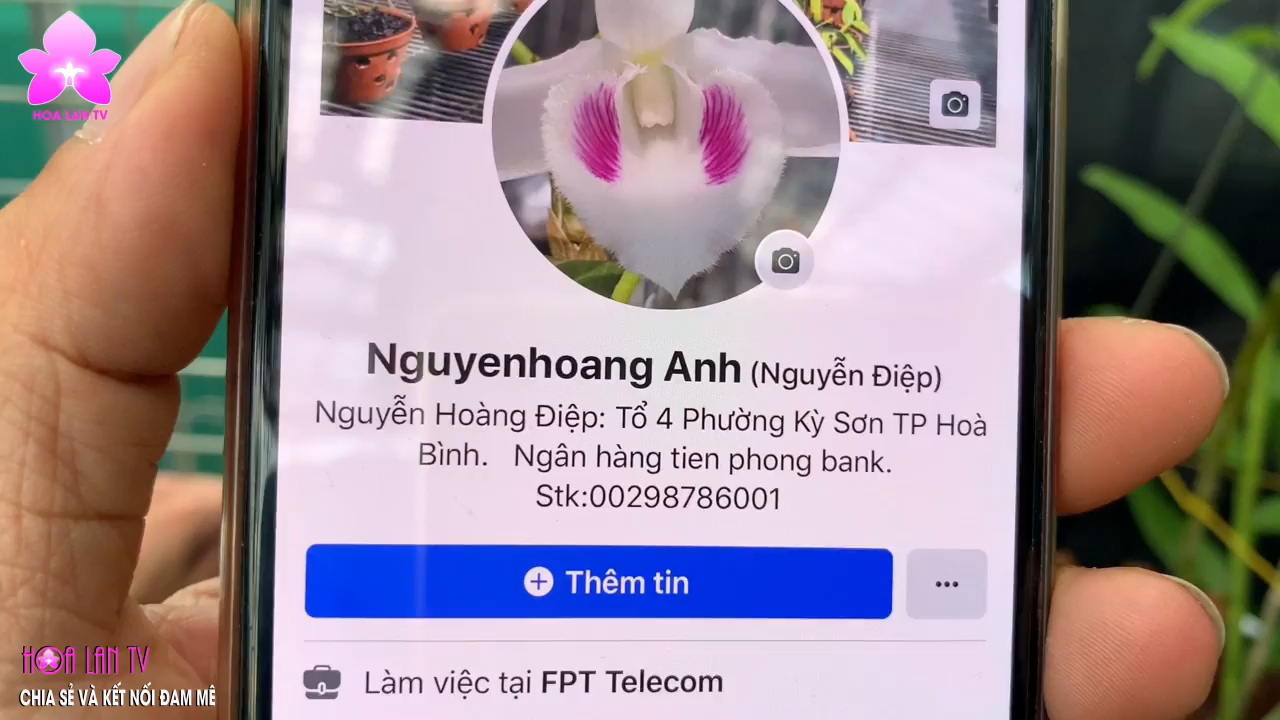 HOA LAN TV
Nguyenhoang Anh (Nguyễn Điệp)
Nguyễn Hoàng Điệp: Tổ 4 Phường Kỳ Sơn TP Hoà
Bình. Ngân hàng tien phong bank.
Stk:00298786001
Thêm tin
Làm việc tại FPT Telecom
HOA LAN TV
CHIA SẺ VÀ KẾT NỐI ĐAM MÊ